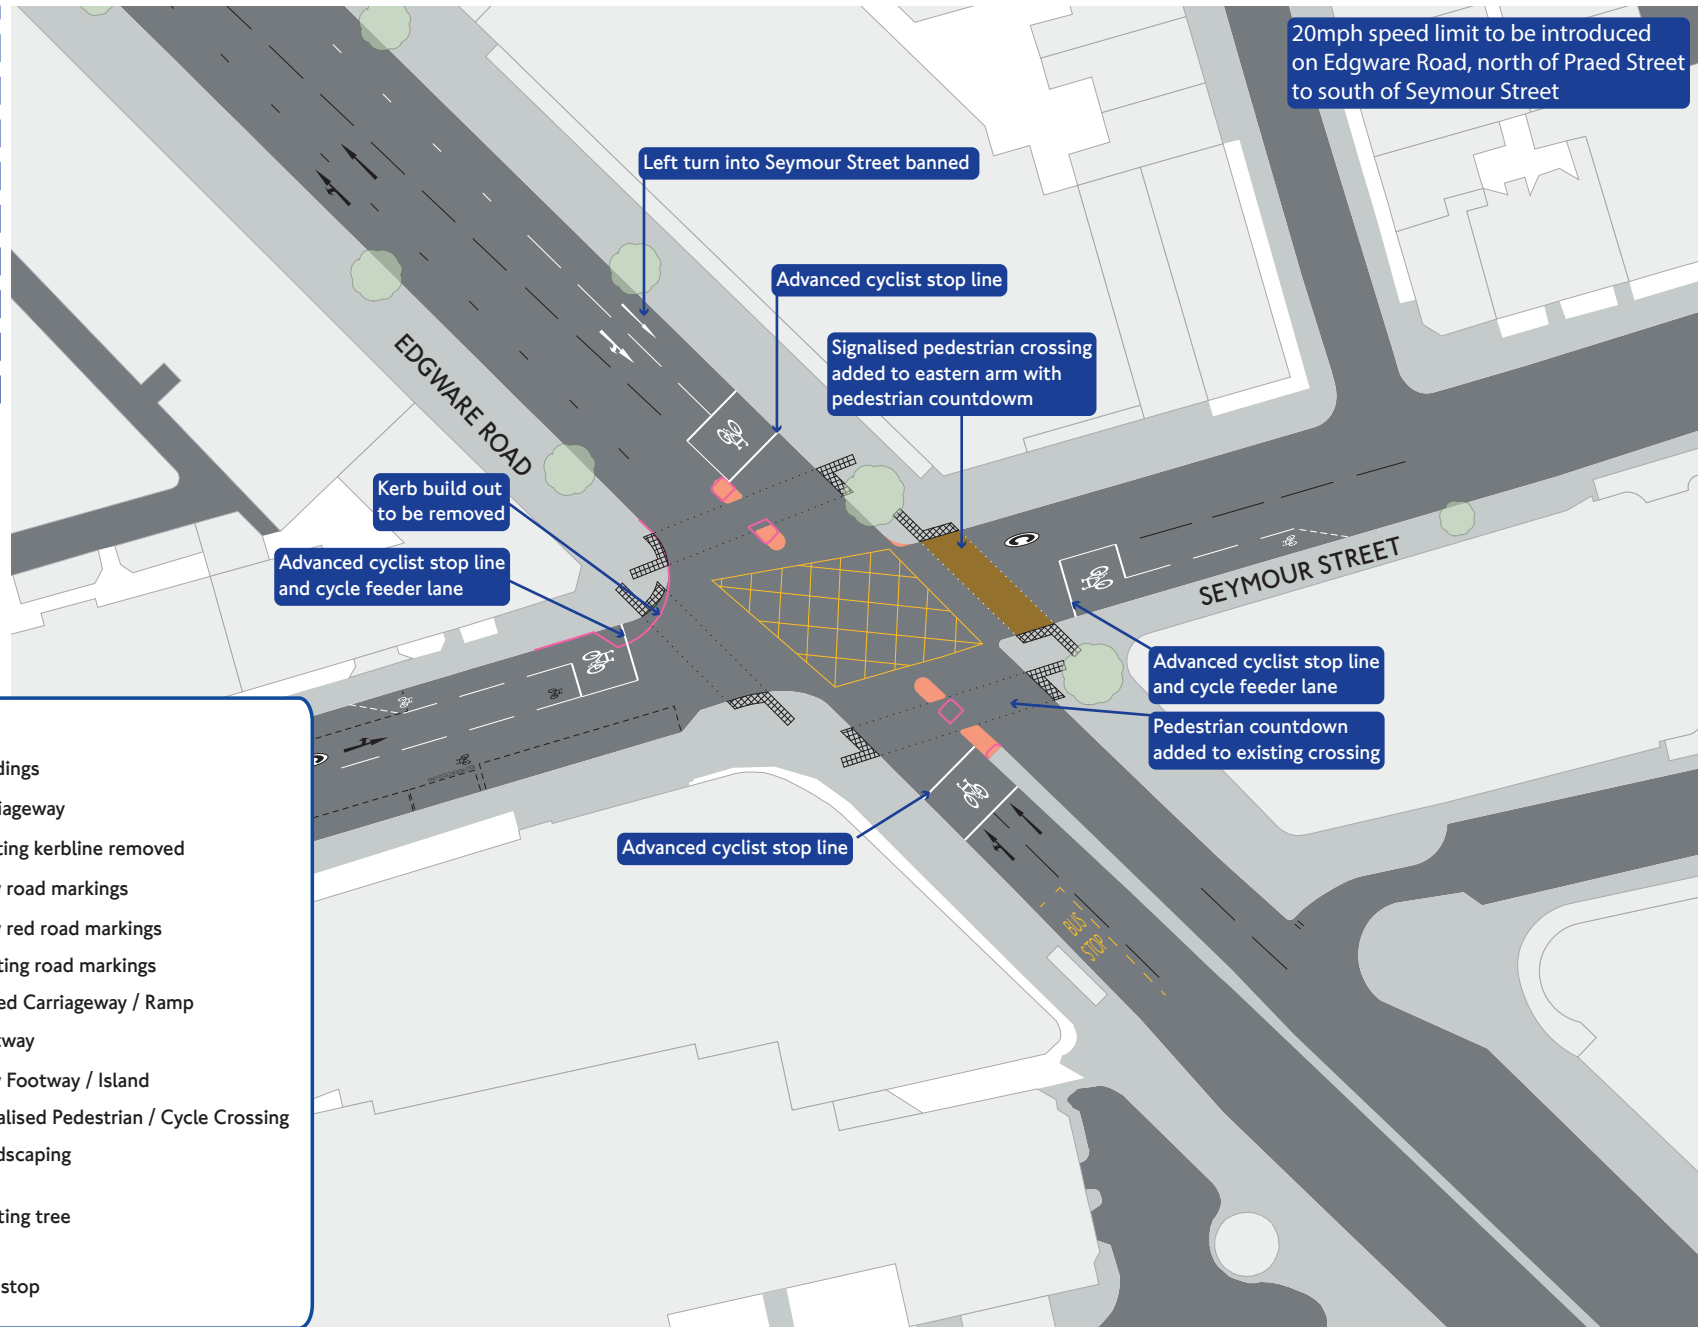 20mph speed limit to be introduced
on Edgware Road, north of Praed Street
to south of Seymour Street
Left turn into Seymour Street banned
Advanced cyclist stop line
Signalised pedestrian crossing
added to eastern arm with
pedestrian countdowm
EDGWARE ROAD
Kerb build out
to be removed
Advanced cyclist stop line
and cycle feeder lane
SEYMOUR STREET
Advanced cyclist stop line
and cycle feeder lane
Pedestrian countdown
added to existing crossing
Advanced cyclist stop line
BUS
STOP
C
dings
iageway
ting kerbline removed
road markings
red road markings
ting road markings
ed Carriageway / Ramp
tway
Footway / Island
alised Pedestrian / Cycle Crossing
dscaping
ting tree
stop